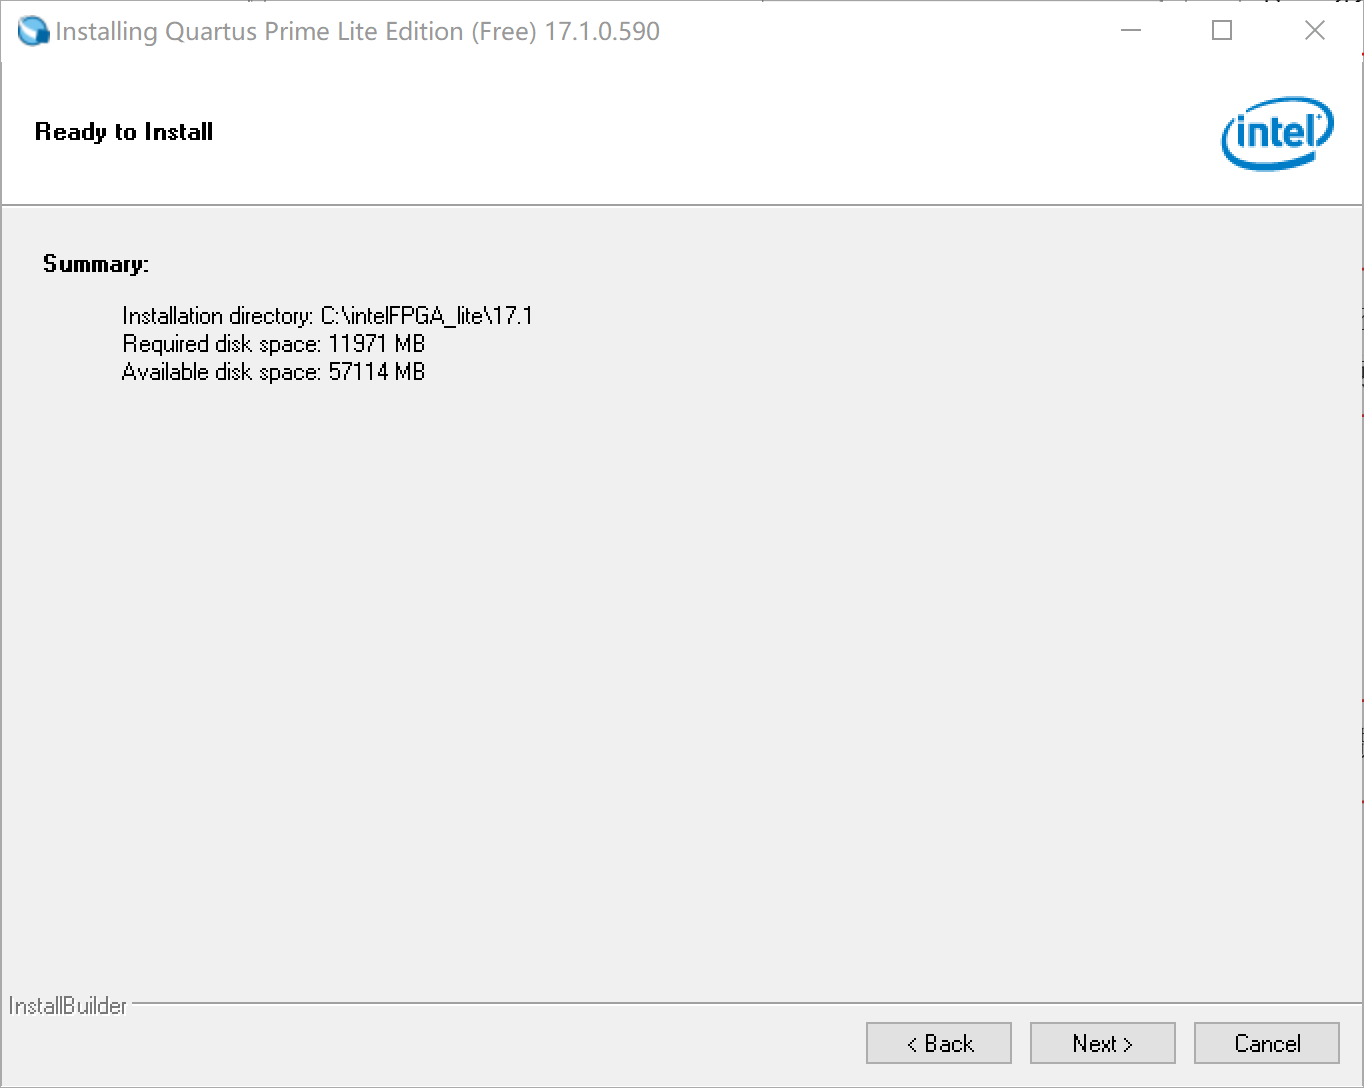 Installing Quartus Prime Lite Edition (Free) 17.1.0.590
Ready to Install
intel
Summary:
Installation directory: C:\intelFPGA_lite\17.1
Required disk space: 11971 MB
Available disk space: 57114 MB
InstallBuilder
< Back
Next >
Cancel